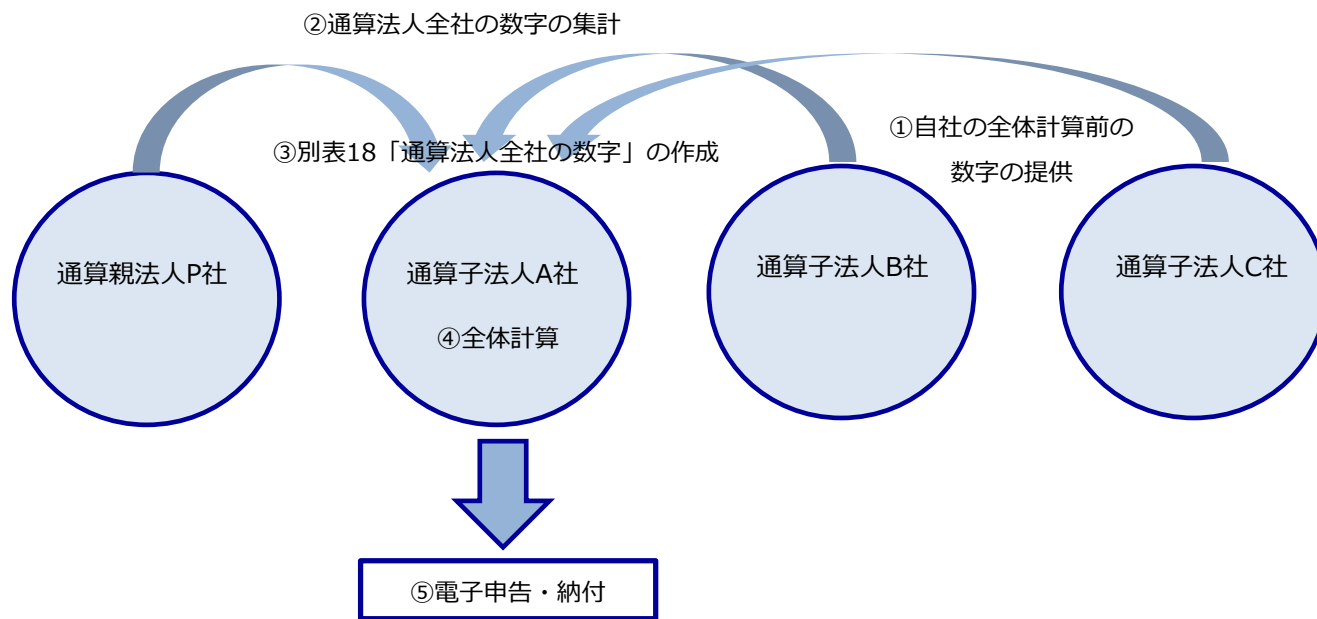 ②通算法人全社の数字の集計
①自社の全体計算前の
数字の提供
③別表18「通算法人全社の数字」の作成
通算親法人P社
通算子法人A社
④全体計算
通算子法人B社
通算子法人C社
⑤電子申告・納付